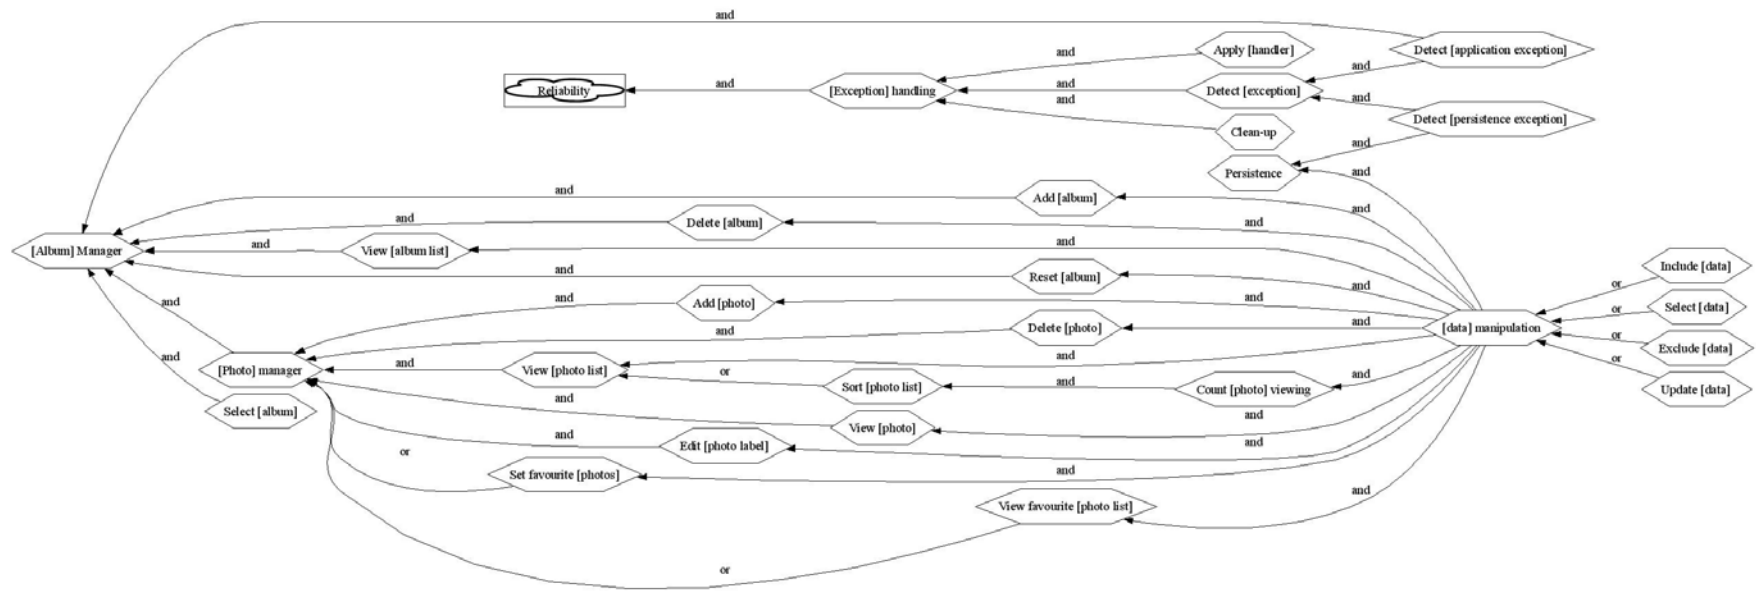 and
Apply [handler]
Detect [application exception]
and
and
Reliability
and
[Exception] handling
and
Detect [exception]
and
and
Clean-up
Detect [persistence exception]
and
Persistence
and
and
Add [album]
and
and
Delete [album]
and
[Album] Manager
and
View [album list]
and
and
Reset [album]
and
Include [data]
or
and
Add [photo]
and
and
Select [data]
or
and
Delete [photo]
and
[data] manipulation
or
Exclude [data]
or
Update [data]
and
[Photo] manager
and
View [photo list]
and
or
Sort [photo list]
and
Count [photo] viewing
and
Select [album]
and
View [photo]
and
and
Edit [photo label]
and
or
Set favourite [photos]
and
View favourite [photo list]
and
or